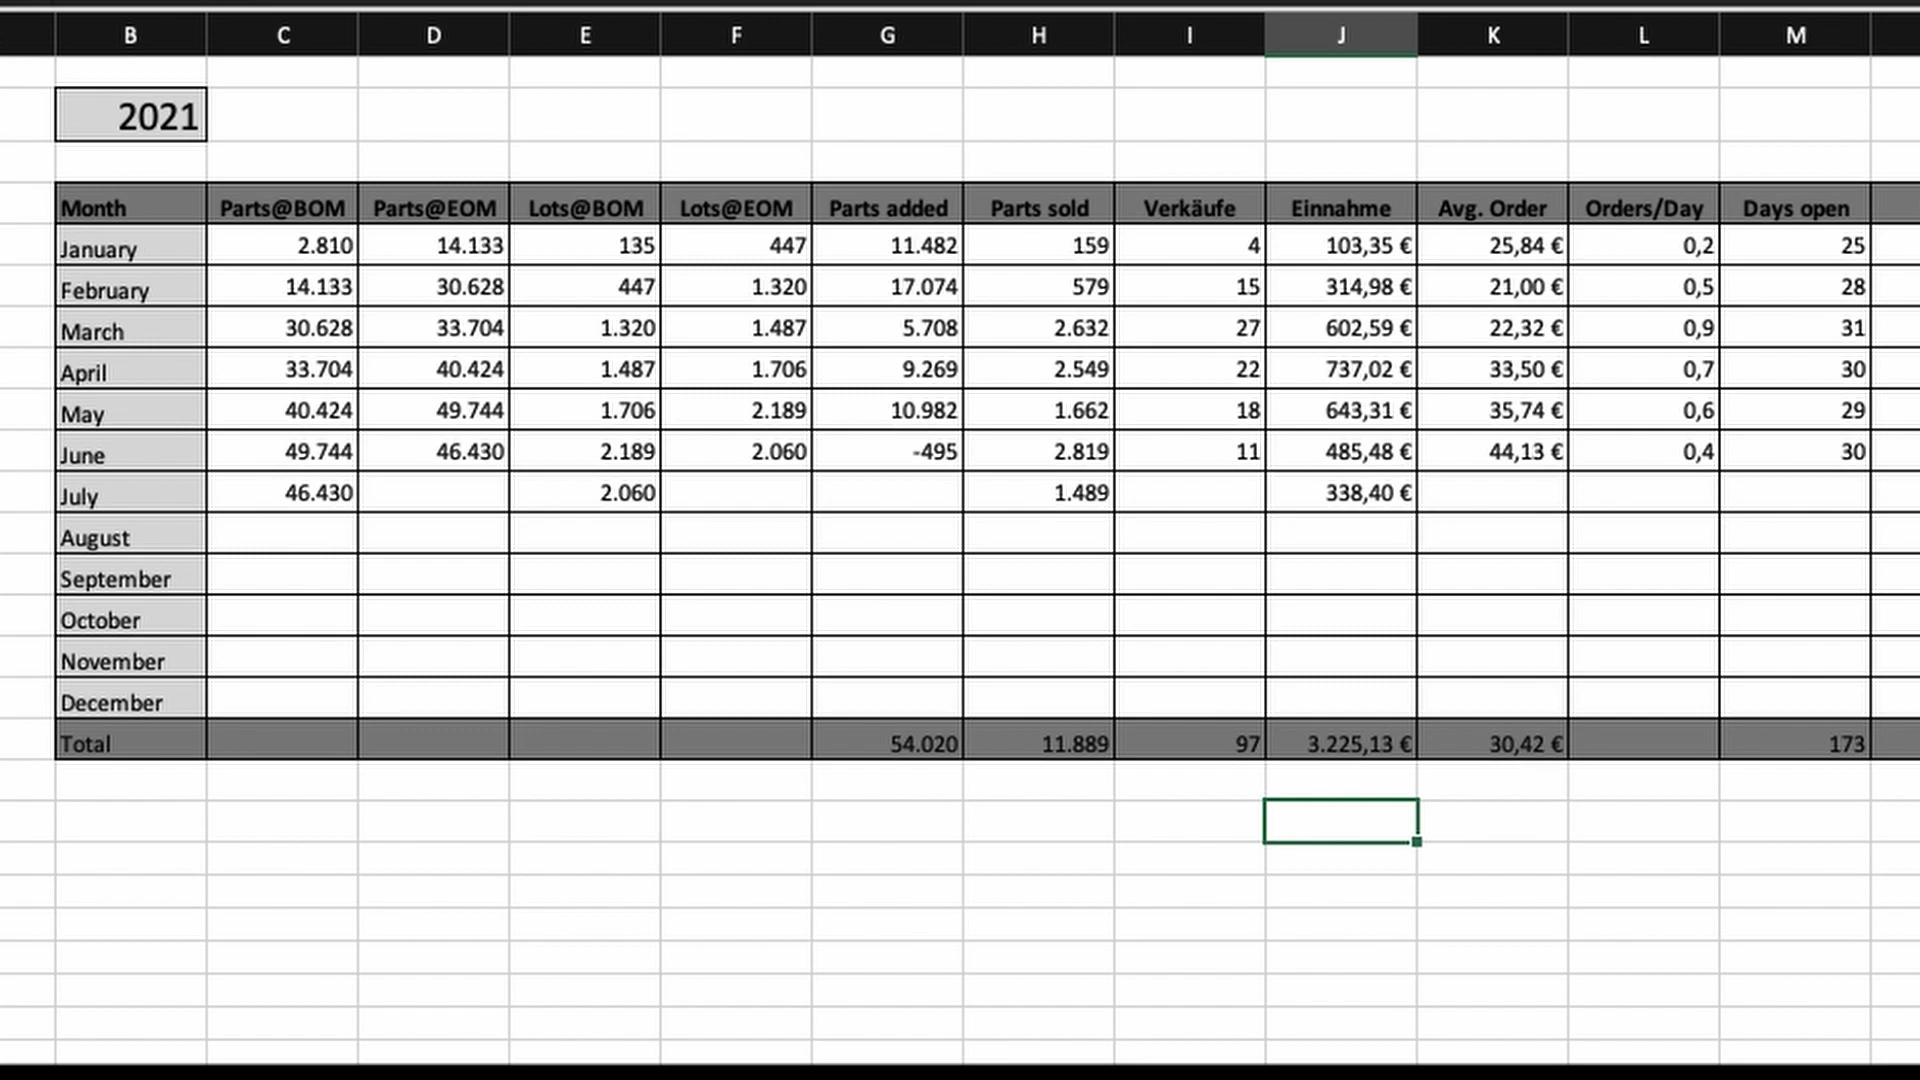 B C D E F G H I J K L M
2021
Month Parts@BOM Parts@EOM Lots@BOM Lots@EOM Parts added Parts sold Verkäufe Einnahme Avg. Order Orders/Day Days open
January 2.810 14.133 135 447 11.482 159 4 103,35 € 25,84 € 0,2 25
February 14.133 30.628 447 1.320 17.074 579 15 314,98 € 21,00 € 0,5 28
March 30.628 33.704 1.320 1.487 5.708 2.632 27 602,59 € 22,32 € 0,9 31
April 33.704 40.424 1.487 1.706 9.269 2.549 22 737,02 € 33,50 € 0,7 30
May 40.424 49.744 1.706 2.189 10.982 1.662 18 643,31 € 35,74 € 0,6 29
June 49.744 46.430 2.189 2.060 -495 2.819 11 485,48 € 44,13 € 0,4 30
July 46.430 2.060 1.489 338,40 €
August
September
October
November
December
Total 54.020 11.889 97 3.225,13 € 30,42 € 173